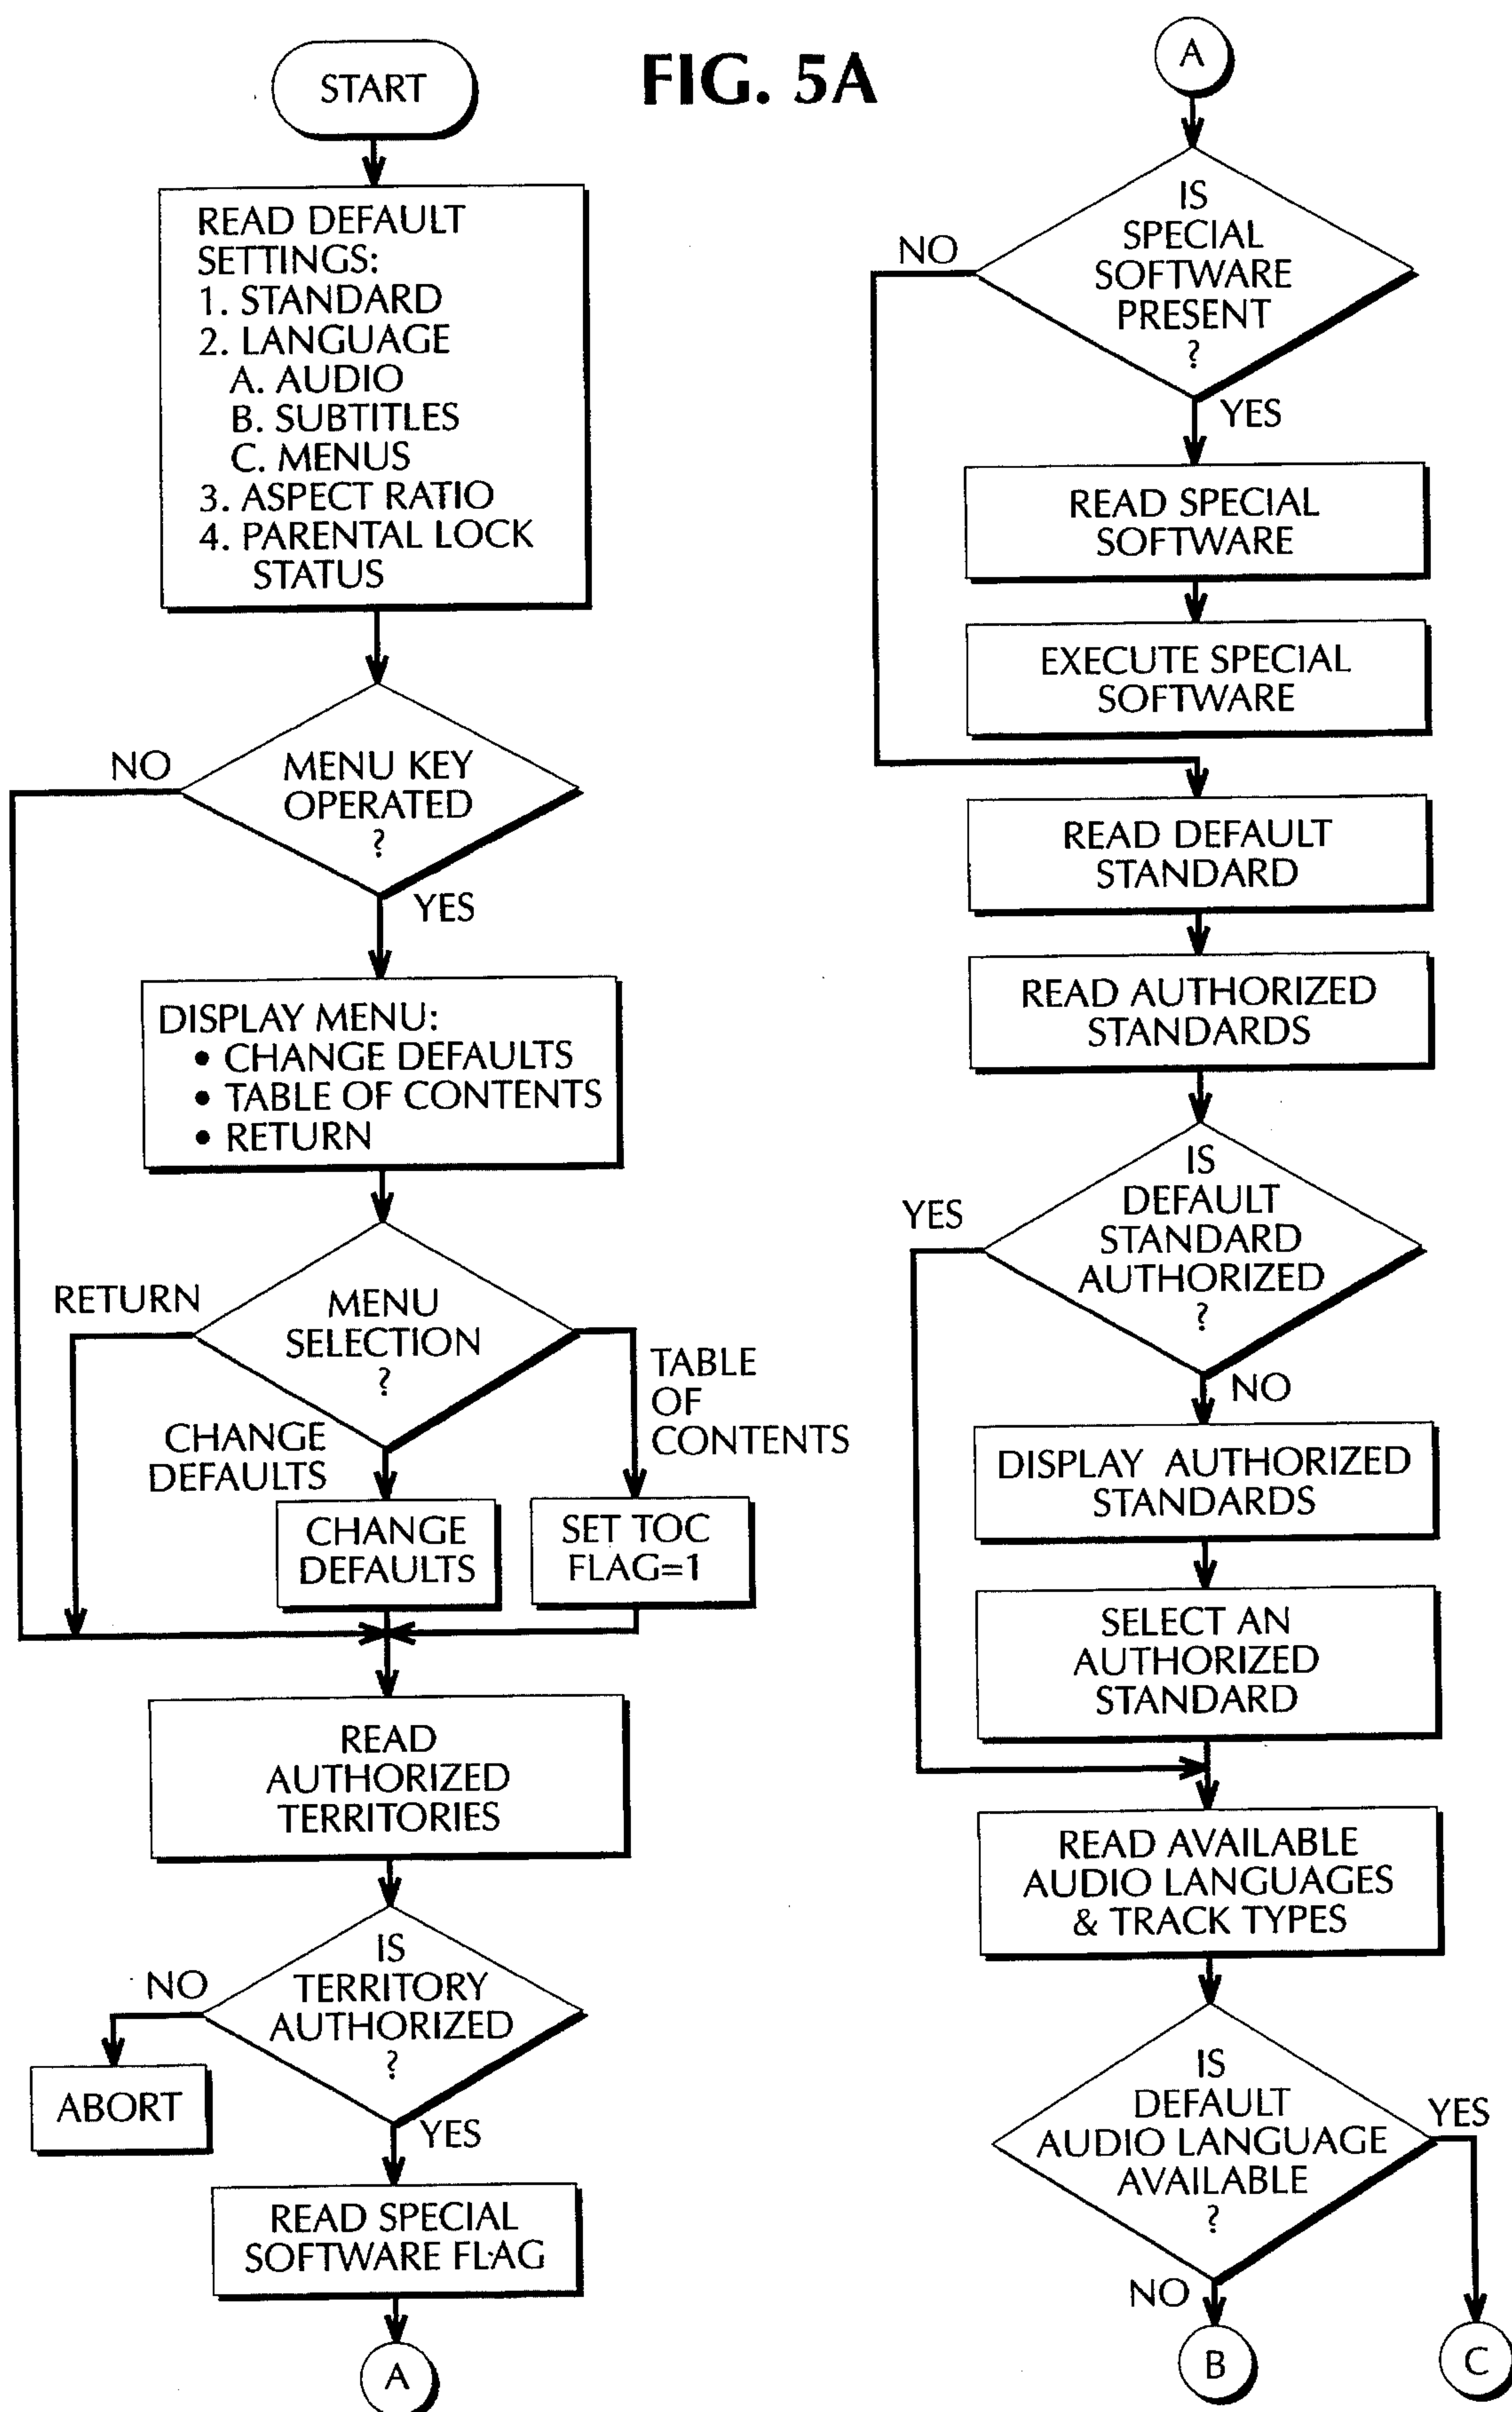 FIG. 5A
START
READ DEFAULT
SETTINGS:
1. STANDARD
2. LANGUAGE
A. AUDIO
B. SUBTITLES
C. MENUS
3. ASPECT RATIO
4. PARENTAL LOCK
STATUS
NO
MENU KEY
OPERATED
?
YES
DISPLAY MENU:
• CHANGE DEFAULTS
• TABLE OF CONTENTS
• RETURN
RETURN
MENU
SELECTION
?
TABLE
OF
CONTENTS
CHANGE
DEFAULTS
CHANGE
DEFAULTS
SET TOC
FLAG=1
READ
AUTHORIZED
TERRITORIES
NO
IS
TERRITORY
AUTHORIZED
?
ABORT
YES
READ SPECIAL
SOFTWARE FLAG
A
A
NO
IS
SPECIAL
SOFTWARE
PRESENT
?
YES
READ SPECIAL
SOFTWARE
EXECUTE SPECIAL
SOFTWARE
READ DEFAULT
STANDARD
READ AUTHORIZED
STANDARDS
YES
IS
DEFAULT
STANDARD
AUTHORIZED
?
NO
DISPLAY AUTHORIZED
STANDARDS
SELECT AN
AUTHORIZED
STANDARD
READ AVAILABLE
AUDIO LANGUAGES
& TRACK TYPES
IS
DEFAULT
AUDIO LANGUAGE
AVAILABLE
?
YES
NO
B
C